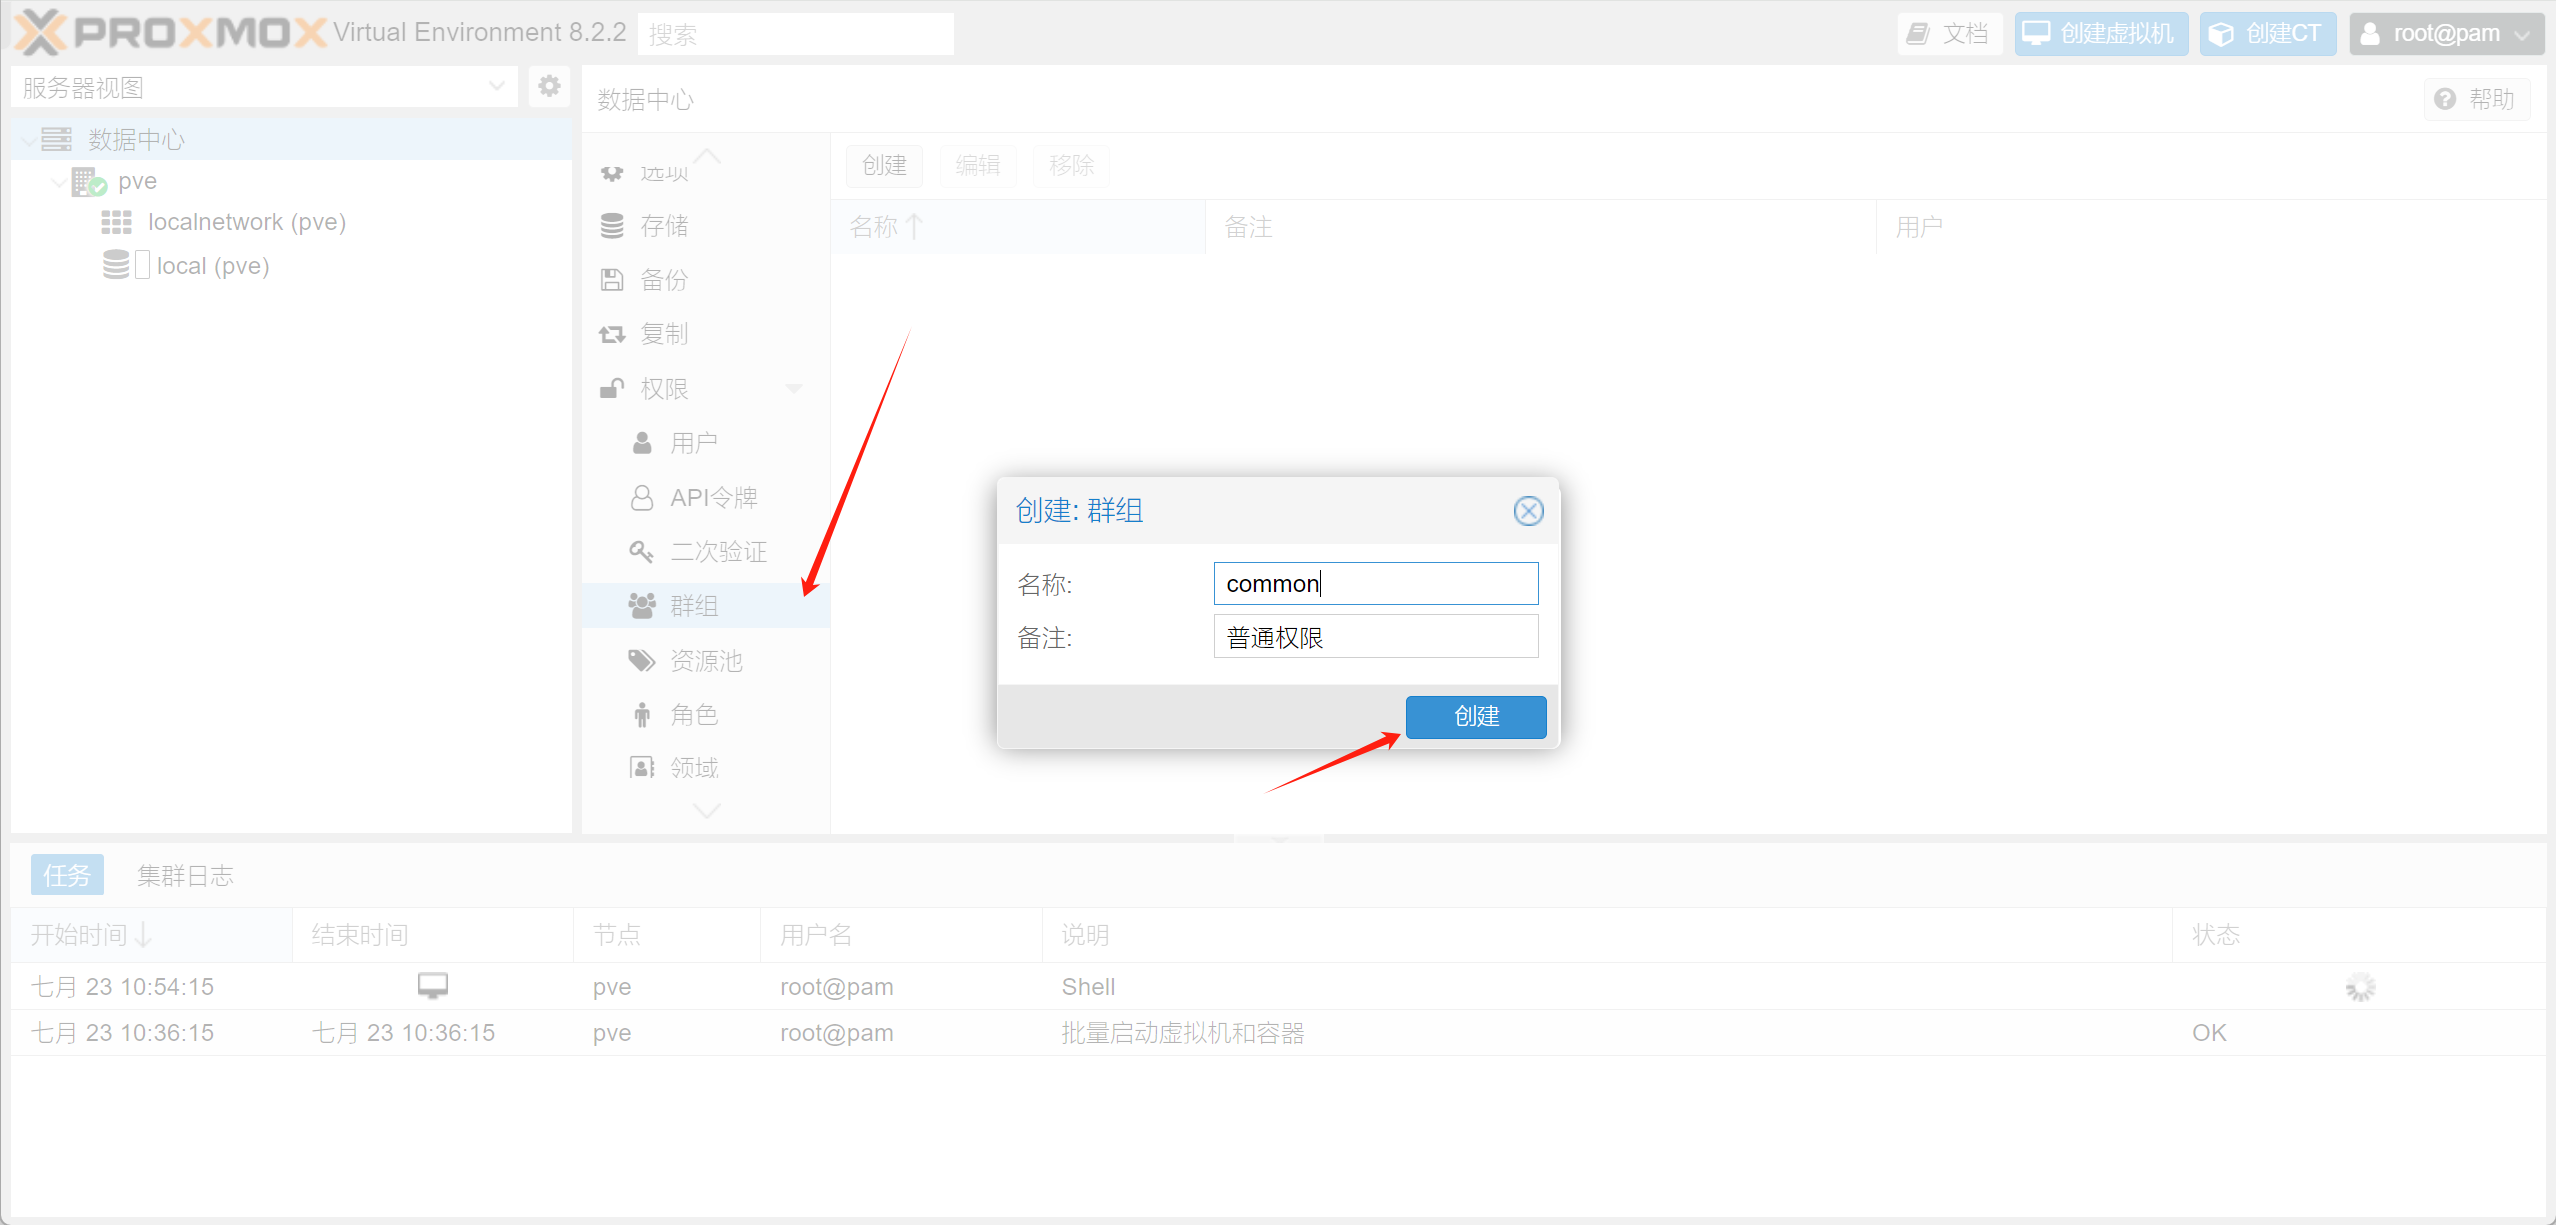 PROXMOX Virtual Environment 8.2.2 搜索 文档 创建虚拟机 创建CT root@pam
服务器视图
数据中心
pve
localnetwork (pve)
local (pve)
数据中心 帮助
选项
存储
备份
复制
权限
用户
API令牌
二次验证
群组
资源池
角色
领域
创建 编辑 移除
名称 备注 用户
创建: 群组
名称: common
备注: 普通权限
创建
任务 集群日志
开始时间 结束时间 节点 用户名 说明 状态
七月 23 10:54:15 pve root@pam Shell
七月 23 10:36:15 七月 23 10:36:15 pve root@pam 批量启动虚拟机和容器 OK